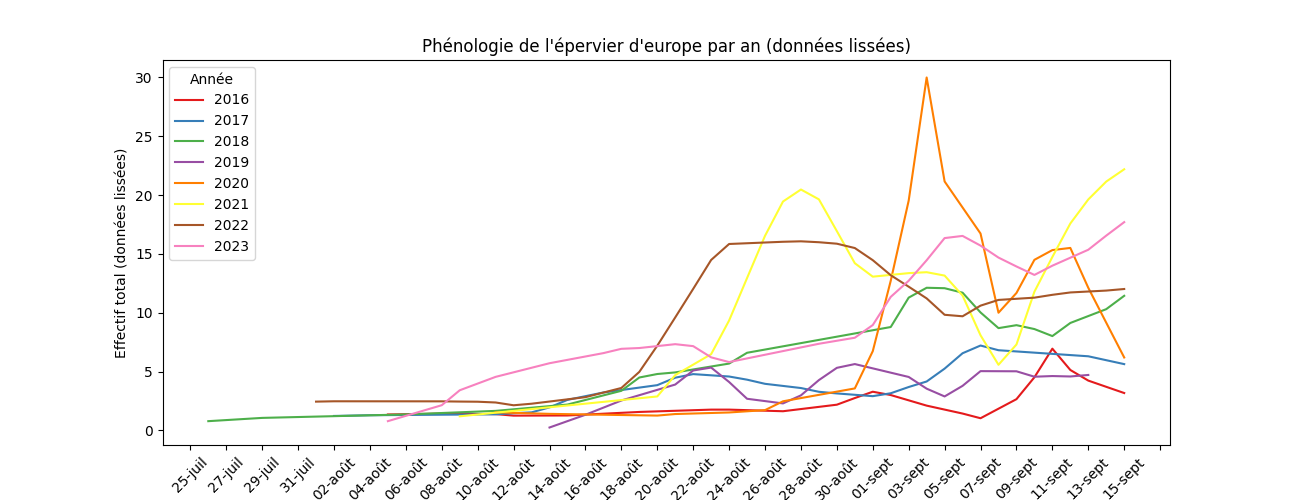 Phénologie de l'épervier d'europe par an (données lissées)
Effectif total (données lissées)
30
25
20
15
10
5
0
Année
2016
2017
2018
2019
2020
2021
2022
2023
25-juil
27-juil
29-juil
31-juil
02-août
04-août
06-août
08-août
10-août
12-août
14-août
16-août
18-août
20-août
22-août
24-août
26-août
28-août
30-août
01-sept
03-sept
05-sept
07-sept
09-sept
11-sept
13-sept
15-sept